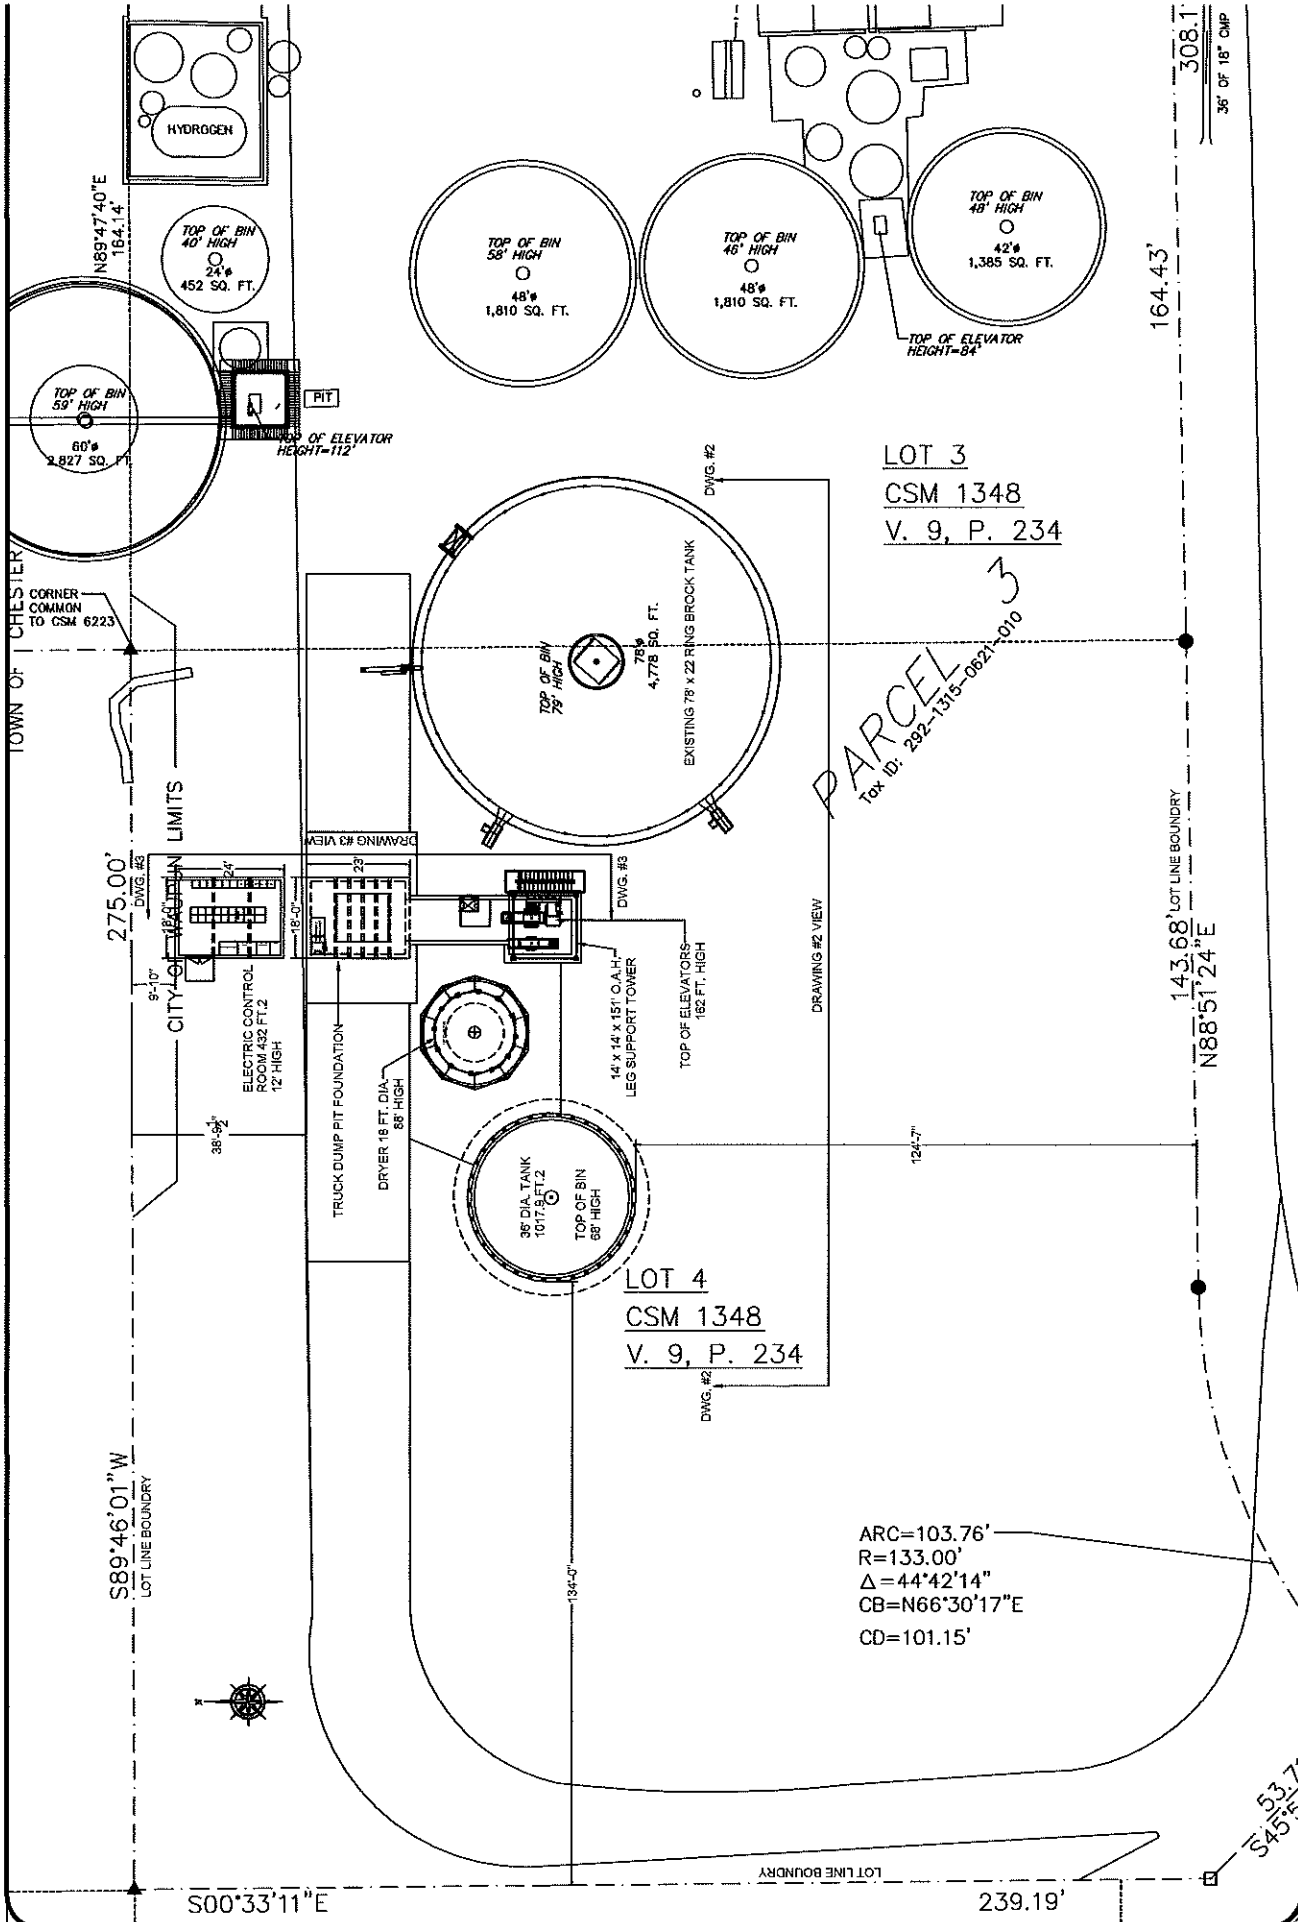 308.1
36' OF 18" CMP
HYDROGEN
N89°47'40"E
164.14'
TOP OF BIN
40' HIGH
24'ø
452 SQ. FT.
TOP OF BIN
58' HIGH
48'ø
1,810 SQ. FT.
TOP OF BIN
46' HIGH
48'ø
1,810 SQ. FT.
TOP OF BIN
48' HIGH
42'ø
1,385 SQ. FT.
164.43'
TOP OF ELEVATOR
HEIGHT=84'
TOP OF BIN
59' HIGH
60'ø
2,827 SQ. FT
PIT
TOP OF ELEVATOR
HEIGHT=112'
DWG. #2
LOT 3
CSM 1348
V. 9, P. 234
TOWN OF CHESTER
CORNER
COMMON
TO CSM 6223
TOP OF BIN
79' HIGH
78'ø
4,778 SQ. FT.
EXISTING 78' x 22 RING BROCK TANK
PARCEL 3
Tax ID: 292-1315-0621-010
275.00'
CITY OF WAUPUN LIMITS
DWG. #3
24'
18'-0"
9'-10"
DRAWING #3 VIEW
23'
18'-0"
DWG. #3
ELECTRIC CONTROL
ROOM 432 FT.2
12' HIGH
TRUCK DUMP PIT FOUNDATION
DRYER 18 FT. DIA.
88' HIGH
14' x 14' x 151' O.A.H.
LEG SUPPORT TOWER
TOP OF ELEVATORS
162 FT. HIGH
DRAWING #2 VIEW
143.68'
LOT LINE BOUNDRY
N88°51'24"E
38'-9½"
124'-7"
36' DIA. TANK
1017.9 FT.2
TOP OF BIN
68' HIGH
LOT 4
CSM 1348
V. 9, P. 234
DWG. #2
S89°46'01"W
LOT LINE BOUNDRY
134'-0"
ARC=103.76'
R=133.00'
Δ=44°42'14"
CB=N66°30'17"E
CD=101.15'
LOT LINE BOUNDRY
S00°33'11"E
239.19'
53.7
S45°5